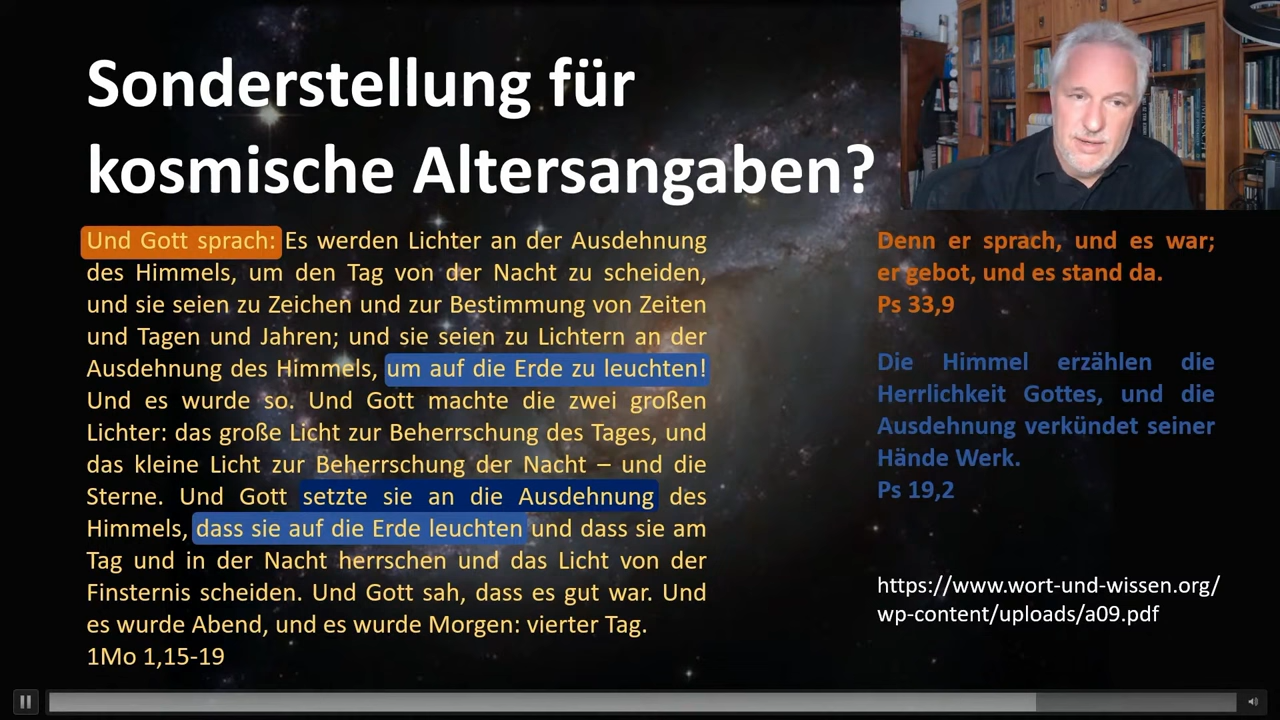 Sonderstellung für
kosmische Altersangaben?
Und Gott sprach: Es werden Lichter an der Ausdehnung
des Himmels, um den Tag von der Nacht zu scheiden,
und sie seien zu Zeichen und zur Bestimmung von Zeiten
und Tagen und Jahren; und sie seien zu Lichtern an der
Ausdehnung des Himmels, um auf die Erde zu leuchten!
Und es wurde so. Und Gott machte die zwei großen
Lichter: das große Licht zur Beherrschung des Tages, und
das kleine Licht zur Beherrschung der Nacht – und die
Sterne. Und Gott setzte sie an die Ausdehnung des
Himmels, dass sie auf die Erde leuchten und dass sie am
Tag und in der Nacht herrschen und das Licht von der
Finsternis scheiden. Und Gott sah, dass es gut war. Und
es wurde Abend, und es wurde Morgen: vierter Tag.
1Mo 1,15-19
Denn er sprach, und es war;
er gebot, und es stand da.
Ps 33,9
Die Himmel erzählen die
Herrlichkeit Gottes, und die
Ausdehnung verkündet seiner
Hände Werk.
Ps 19,2
https://www.wort-und-wissen.org/
wp-content/uploads/a09.pdf